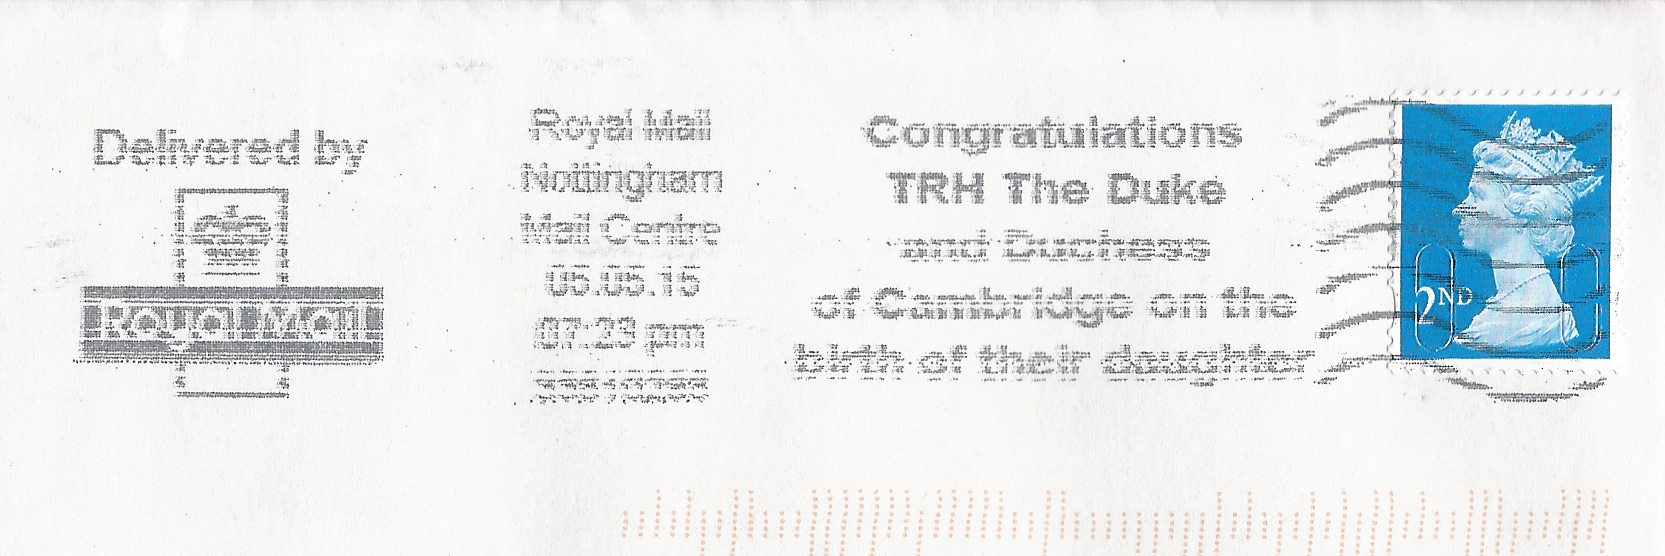 Delivered by
Royal Mail
Royal Mail
Nottingham
Mail Centre
05.05.15
07:23 pm
Congratulations
TRH The Duke
and Duchess
of Cambridge on the
birth of their daughter
2ND